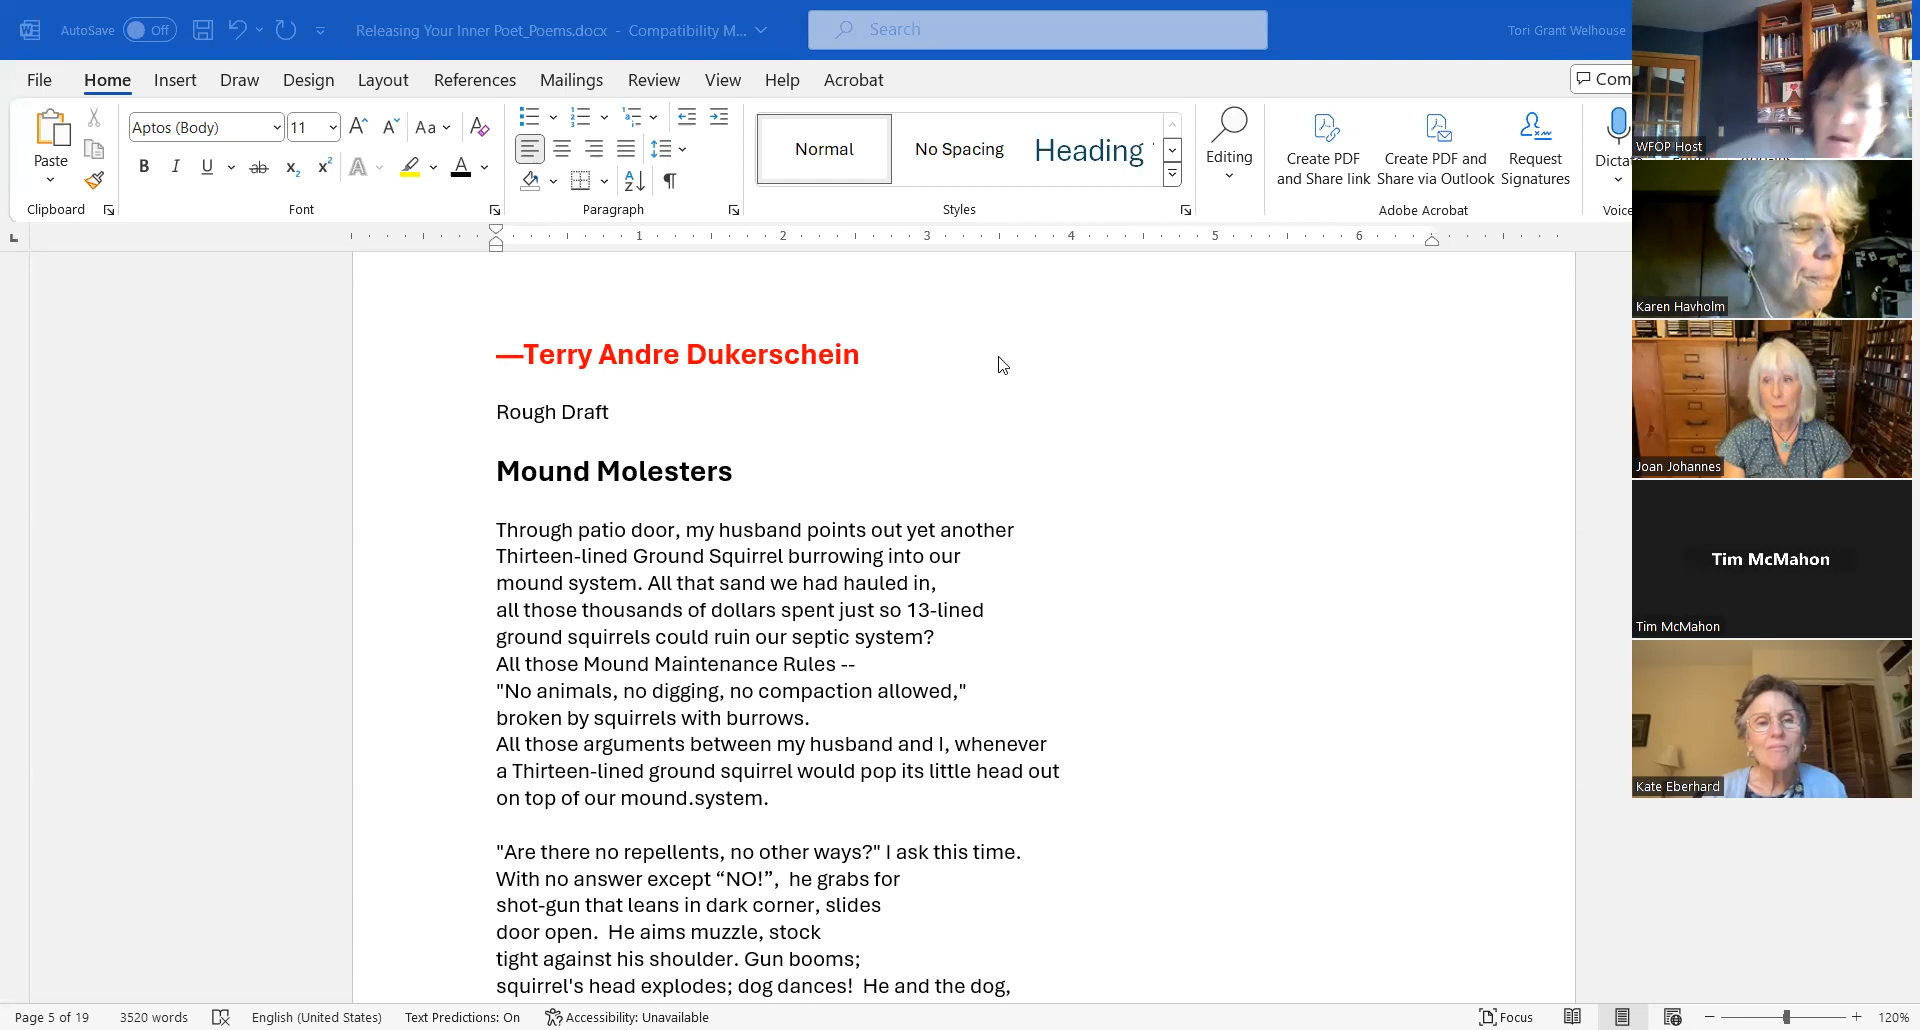 AutoSave Off Releasing Your Inner Poet_Poems.docx - Compatibility M... Search Tori Grant Welhouse
File Home Insert Draw Design Layout References Mailings Review View Help Acrobat Com
Paste
Clipboard
Aptos (Body) 11
Font
Paragraph
Normal No Spacing Heading
Styles
Editing
Create PDF and Share link
Create PDF and Share via Outlook
Request Signatures
Adobe Acrobat
Dictat
Voice
1 2 3 4 5 6
—Terry Andre Dukerschein
Rough Draft
Mound Molesters
Through patio door, my husband points out yet another
Thirteen-lined Ground Squirrel burrowing into our
mound system. All that sand we had hauled in,
all those thousands of dollars spent just so 13-lined
ground squirrels could ruin our septic system?
All those Mound Maintenance Rules --
"No animals, no digging, no compaction allowed,"
broken by squirrels with burrows.
All those arguments between my husband and I, whenever
a Thirteen-lined ground squirrel would pop its little head out
on top of our mound.system.
"Are there no repellents, no other ways?" I ask this time.
With no answer except “NO!”,  he grabs for
shot-gun that leans in dark corner, slides
door open.  He aims muzzle, stock
tight against his shoulder. Gun booms;
squirrel's head explodes; dog dances!  He and the dog,
WFOP Host
Karen Havholm
Joan Johannes
Tim McMahon
Tim McMahon
Kate Eberhard
Page 5 of 19 3520 words English (United States) Text Predictions: On Accessibility: Unavailable Focus 120%